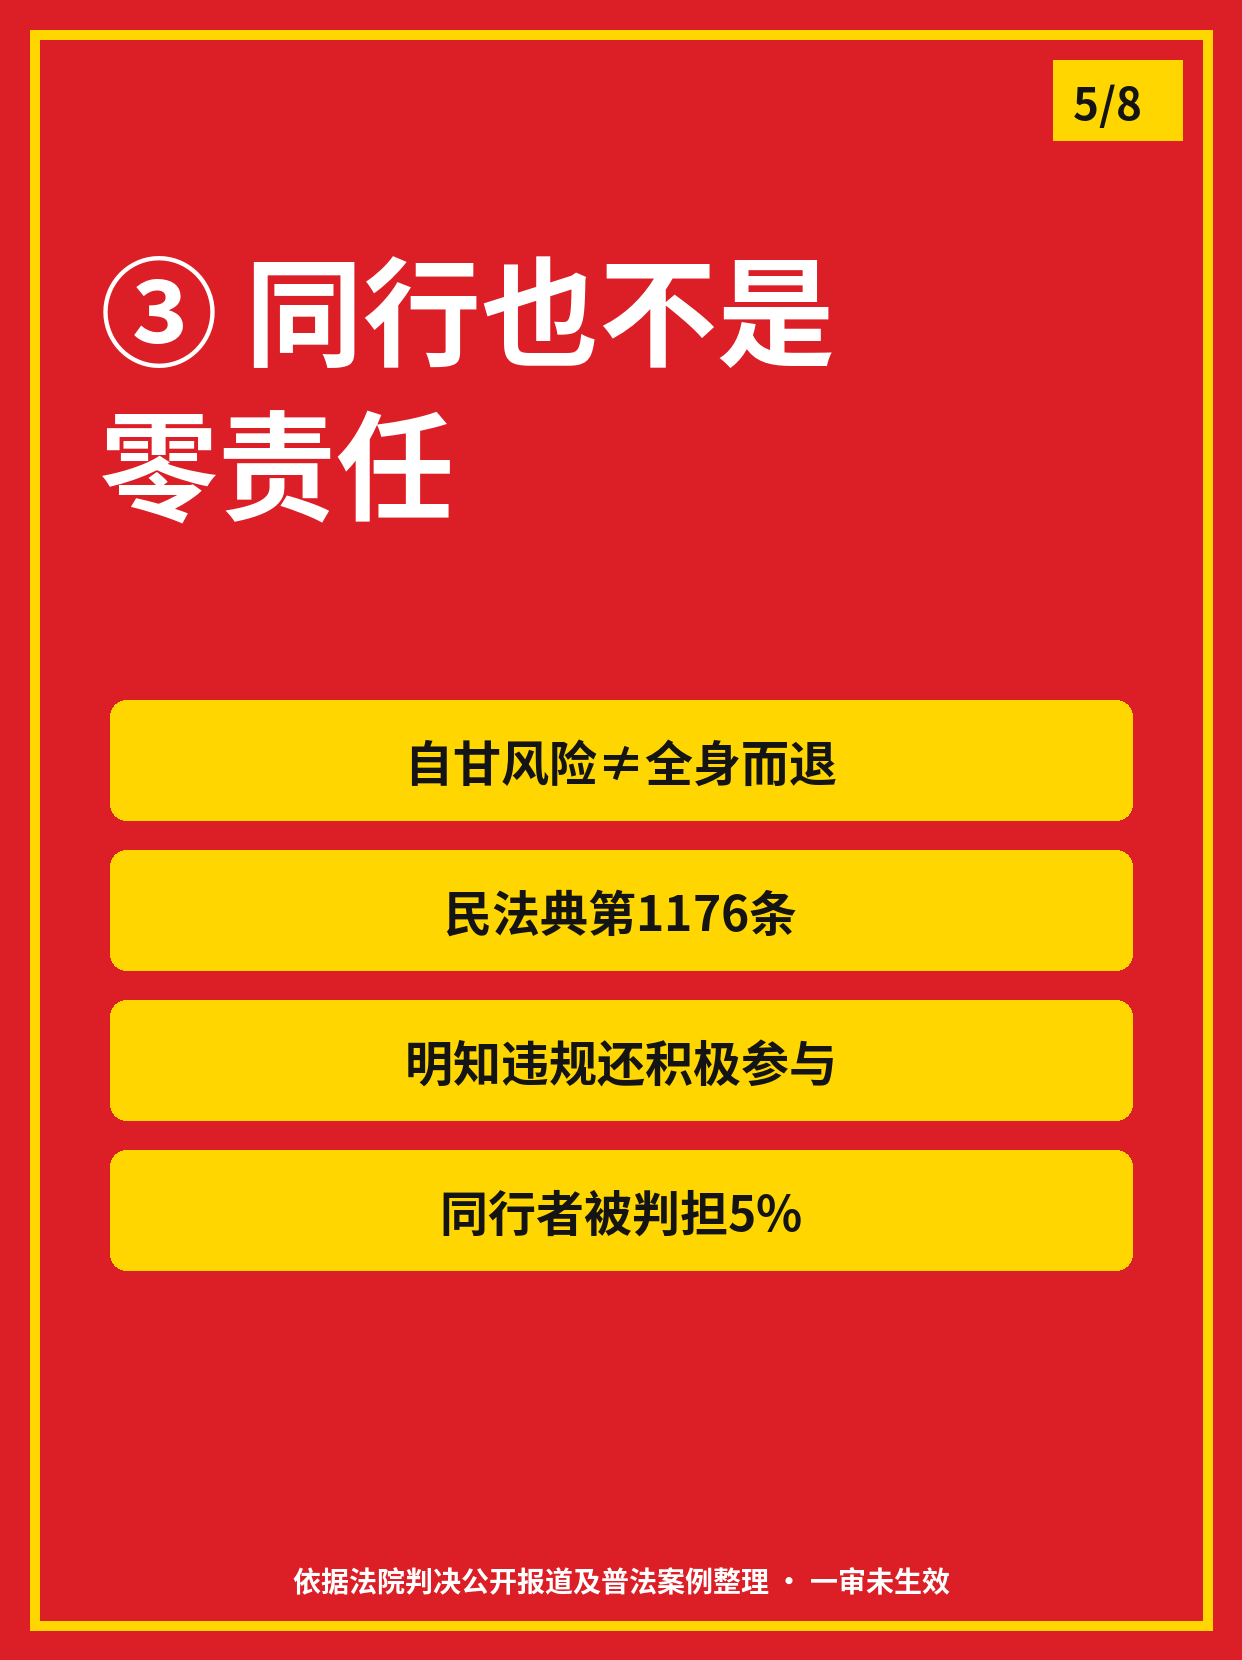 5/8
③ 同行也不是
零责任
自甘风险≠全身而退
民法典第1176条
明知违规还积极参与
同行者被判担5%
依据法院判决公开报道及普法案例整理 · 一审未生效